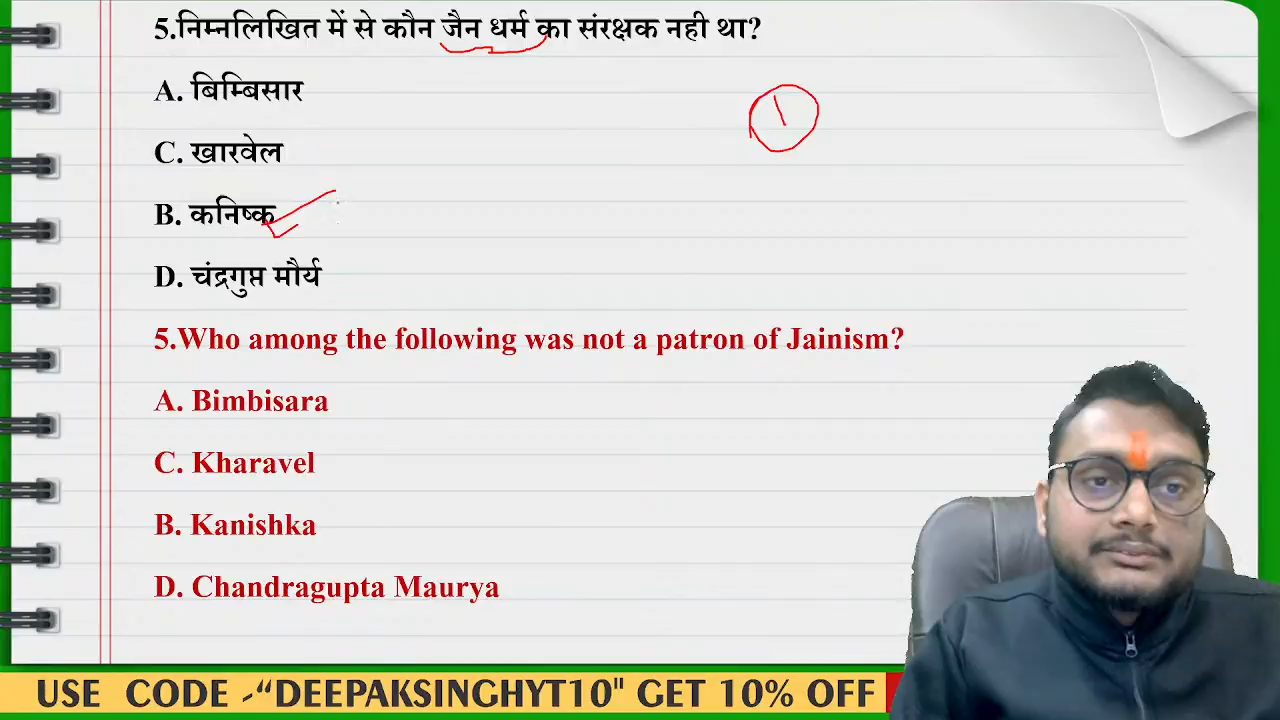 5.निम्नलिखित में से कौन जैन धर्म का संरक्षक नही था?
A. बिम्बिसार
C. खारवेल
B. कनिष्क
D. चंद्रगुप्त मौर्य
5.Who among the following was not a patron of Jainism?
A. Bimbisara
C. Kharavel
B. Kanishka
D. Chandragupta Maurya
USE CODE -“DEEPAKSINGHYT10" GET 10% OFF